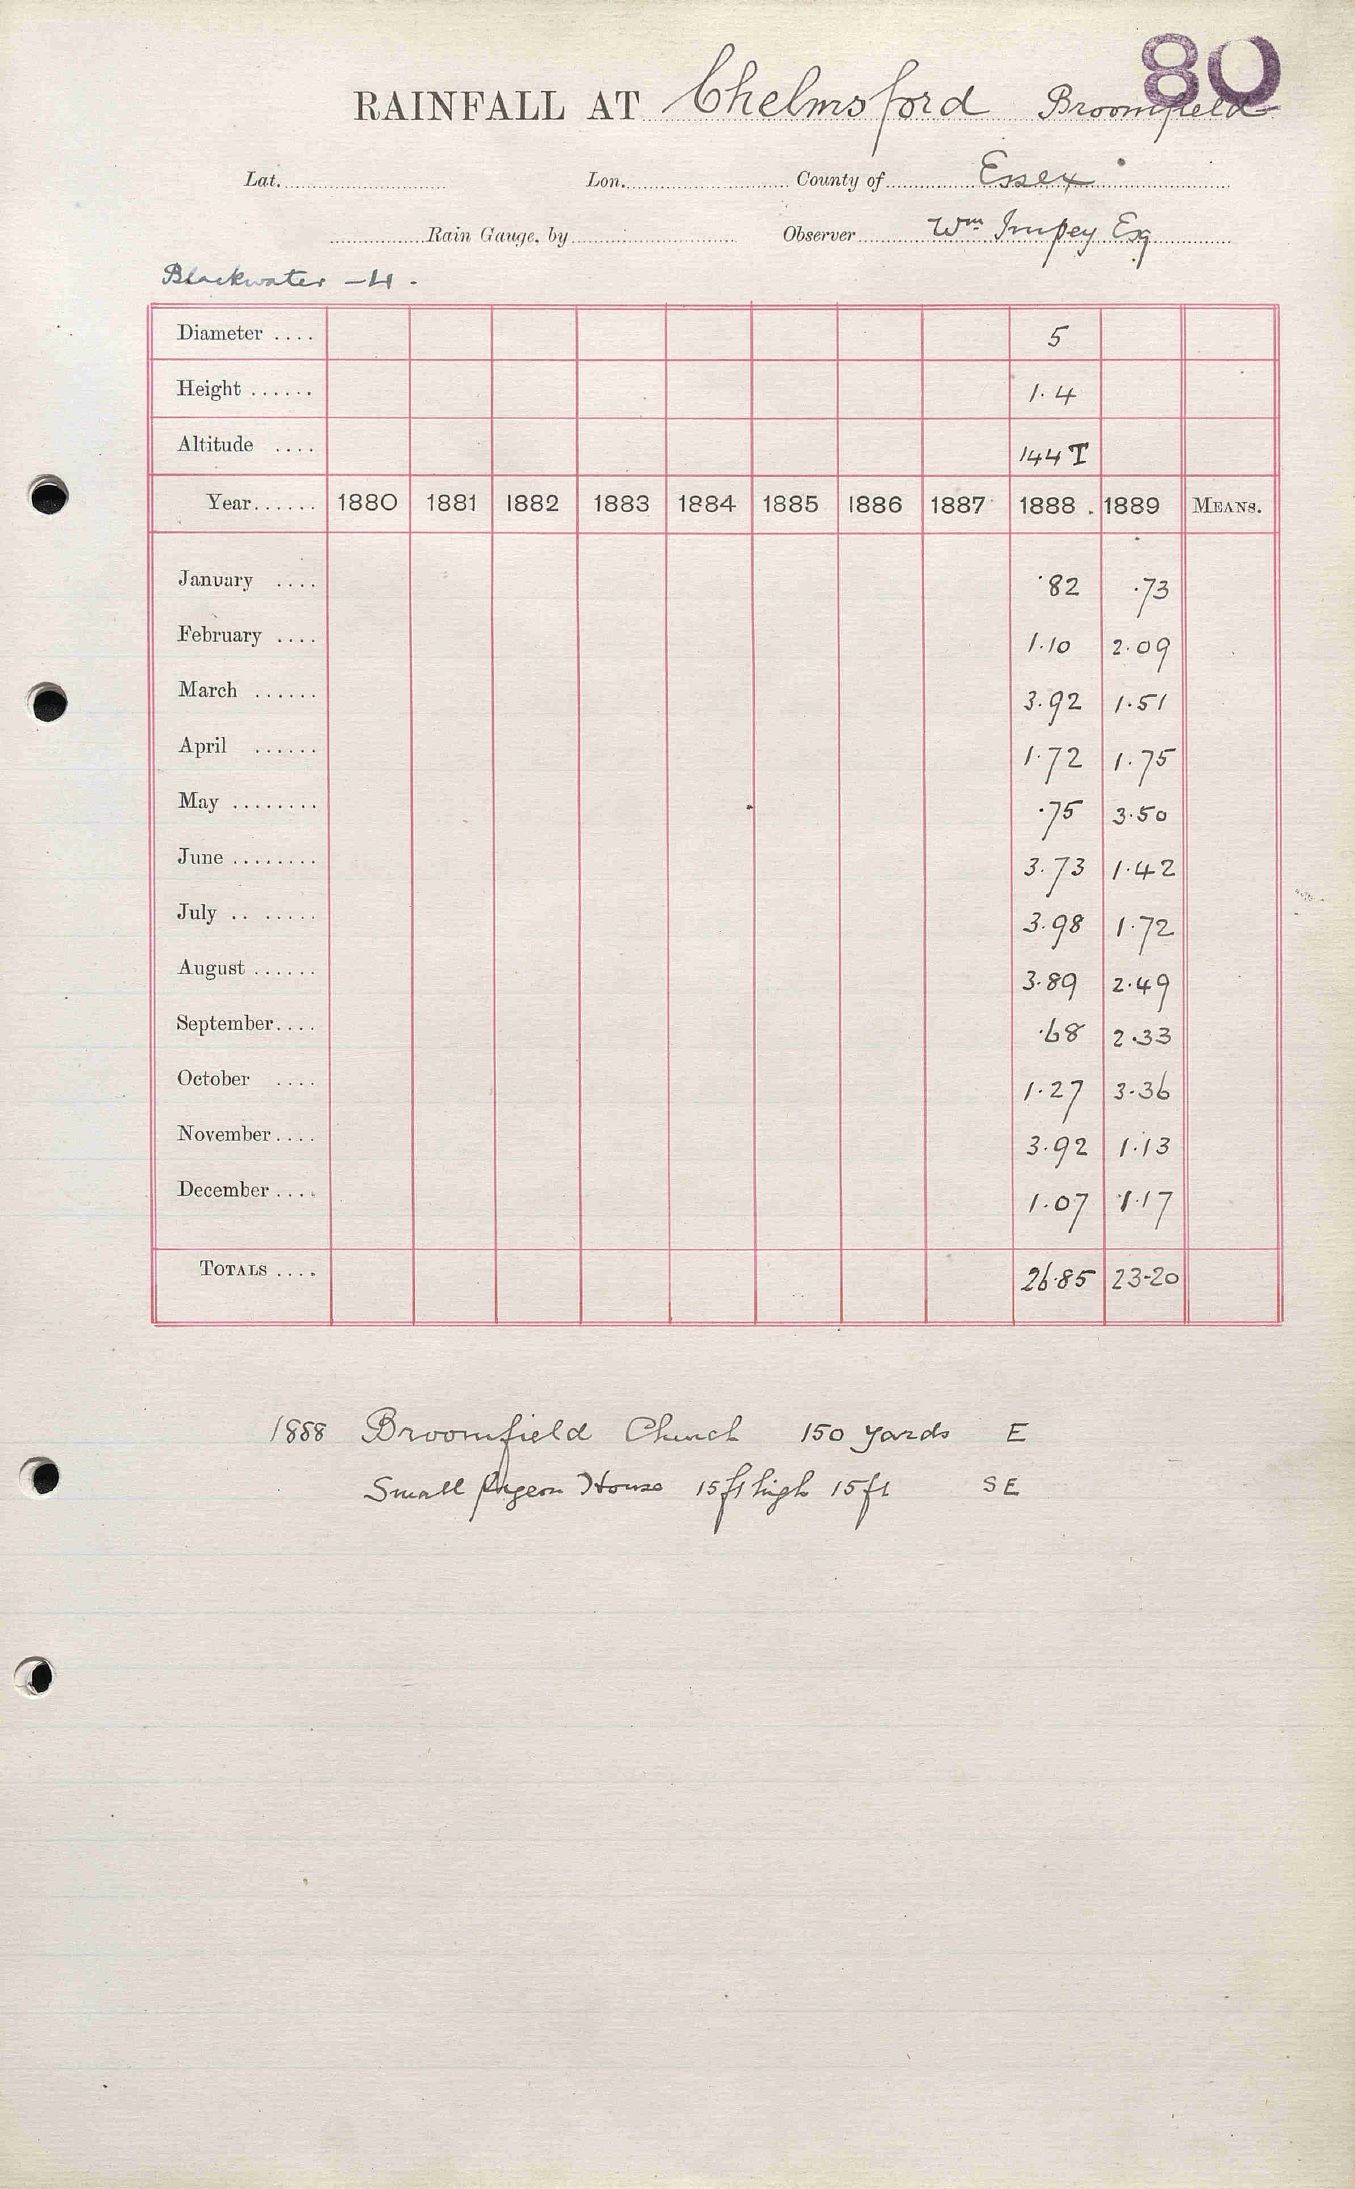 80
RAINFALL AT Chelmsford Broomfield
Lat. Lon. County of Essex
Rain Gauge, by Observer Wm Impey Esq
Blackwater – H.
Diameter .... 5
Height ...... 1.4
Altitude .... 144 T
Year ...... 1880 1881 1882 1883 1884 1885 1886 1887 1888 1889 MEANS.
January .... .82 .73
February .... 1.10 2.09
March ...... 3.92 1.51
April ...... 1.72 1.75
May ........ .75 3.50
June ........ 3.73 1.42
July .. ...... 3.98 1.72
August ...... 3.89 2.49
September .... .68 2.33
October .... 1.27 3.36
November .... 3.92 1.13
December .... 1.07 1.17
TOTALS .... 26.85 23.20
1888 Broomfield Church 150 yards E
Small pigeon House 15ft high 15ft SE